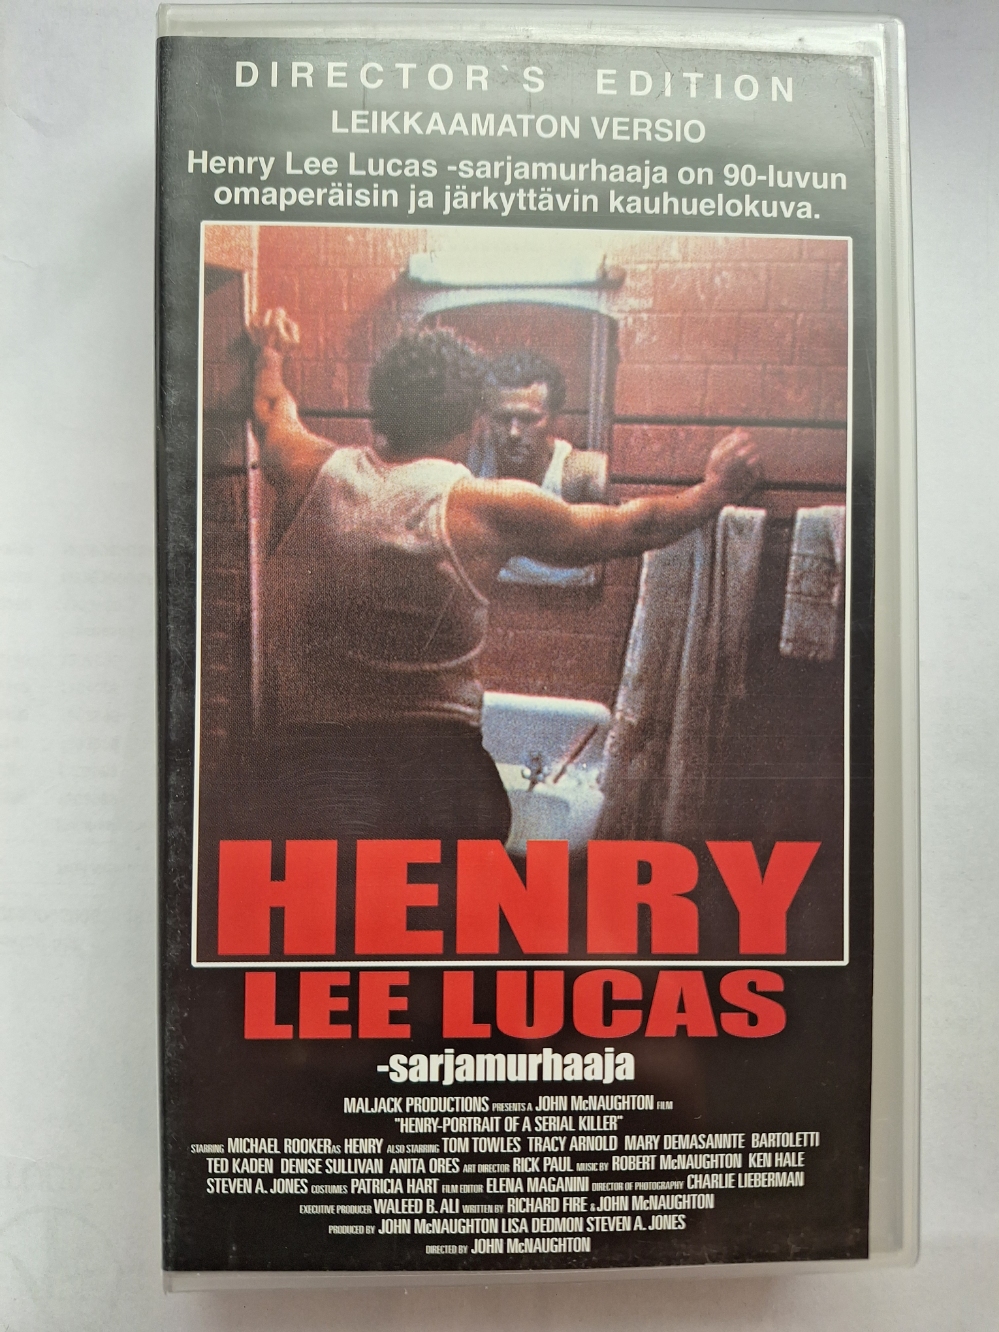 DIRECTOR`S EDITION
LEIKKAAMATON VERSIO
Henry Lee Lucas -sarjamurhaaja on 90-luvun
omaperäisin ja järkyttävin kauhuelokuva.
HENRY
LEE LUCAS
-sarjamurhaaja
MALJACK PRODUCTIONS PRESENTS A JOHN McNAUGHTON FILM
"HENRY-PORTRAIT OF A SERIAL KILLER"
STARRING MICHAEL ROOKER AS HENRY ALSO STARRING TOM TOWLES TRACY ARNOLD MARY DEMASANNTE BARTOLETTI
TED KADEN DENISE SULLIVAN ANITA ORES ART DIRECTOR RICK PAUL MUSIC BY ROBERT McNAUGHTON KEN HALE
STEVEN A. JONES COSTUMES PATRICIA HART FILM EDITOR ELENA MAGANINI DIRECTOR OF PHOTOGRAPHY CHARLIE LIEBERMAN
EXECUTIVE PRODUCER WALEED B. ALI WRITTEN BY RICHARD FIRE & JOHN McNAUGHTON
PRODUCED BY JOHN McNAUGHTON LISA DEDMON STEVEN A. JONES
DIRECTED BY JOHN McNAUGHTON